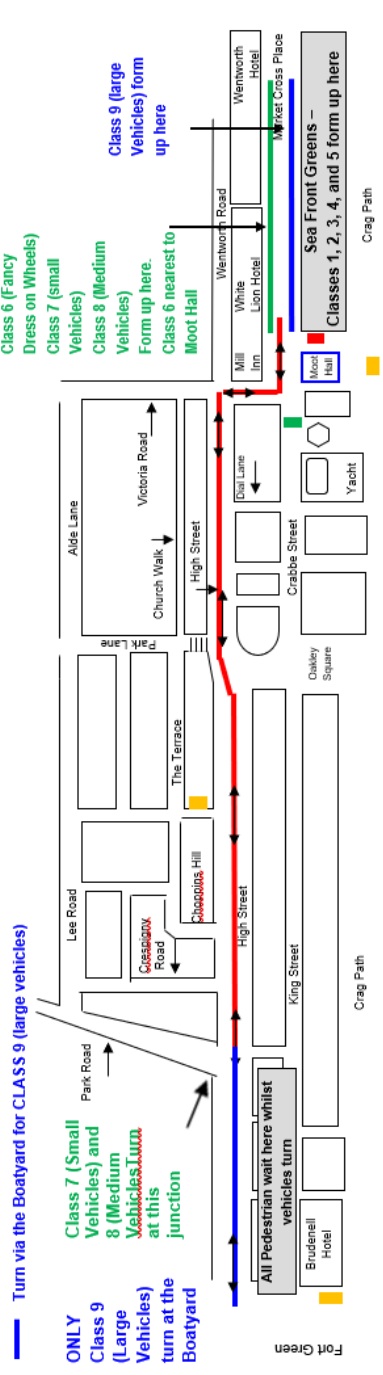 Turn via the Boatyard for CLASS 9 (large vehicles)
ONLY
Class 9
(Large
Vehicles)
turn at the
Boatyard
Class 7 (Small
Vehicles) and
8 (Medium
VehiclesTurn
at this
junction
Park Road
Lee Road
Crespigny
Road
Choppins Hill
The Terrace
Park Lane
Alde Lane
Church Walk
Victoria Road
High Street
High Street
Class 6 (Fancy
Dress on Wheels)
Class 7 (small
Vehicles)
Class 8 (Medium
Vehicles)
Form up here.
Class 6 nearest to
Moot Hall
Class 9 (large
Vehicles) form
up here
Wentworth Road
Mill
Inn
White
Lion Hotel
Wentworth
Hotel
Market Cross Place
Dial Lane
Crabbe Street
King Street
All Pedestrian wait here whilst
vehicles turn
Fort Green
Brudenell
Hotel
Oakley
Square
Yacht
Moot
Hall
Sea Front Greens –
Classes 1, 2, 3, 4, and 5 form up here
Crag Path
Crag Path